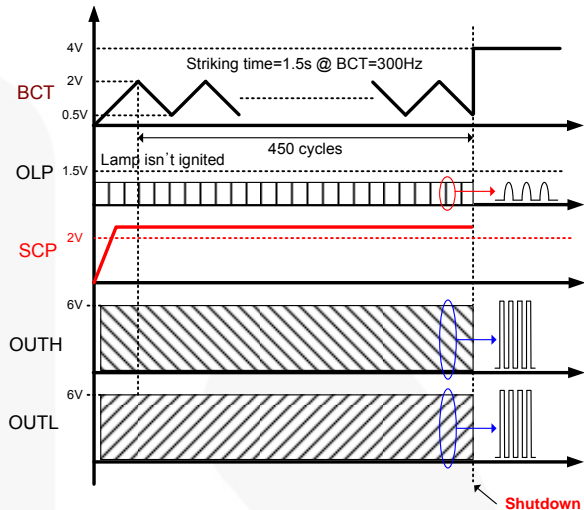 4V
Striking time=1.5s @ BCT=300Hz
2V
BCT
0.5V
450 cycles
Lamp isn't ignited
OLP
1.5V
SCP
2V
6V
OUTH
6V
OUTL
Shutdown